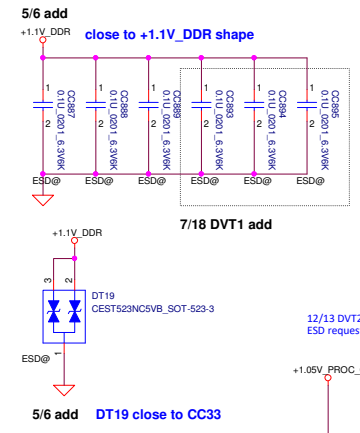 5/6 add
+1.1V_DDR
close to +1.1V_DDR shape
1 1 1 1 1 1
CC887
0.1U_0201_6.3V6K
CC888
0.1U_0201_6.3V6K
CC889
0.1U_0201_6.3V6K
CC893
0.1U_0201_6.3V6K
CC894
0.1U_0201_6.3V6K
CC895
0.1U_0201_6.3V6K
2 2 2 2 2 2
ESD@ ESD@ ESD@ ESD@ ESD@ ESD@
7/18 DVT1 add
+1.1V_DDR
3 2
DT19
CEST523NC5VB_SOT-523-3
12/13 DVT2
ESD request
ESD@ 1
+1.05V_PROC_
5/6 add DT19 close to CC33